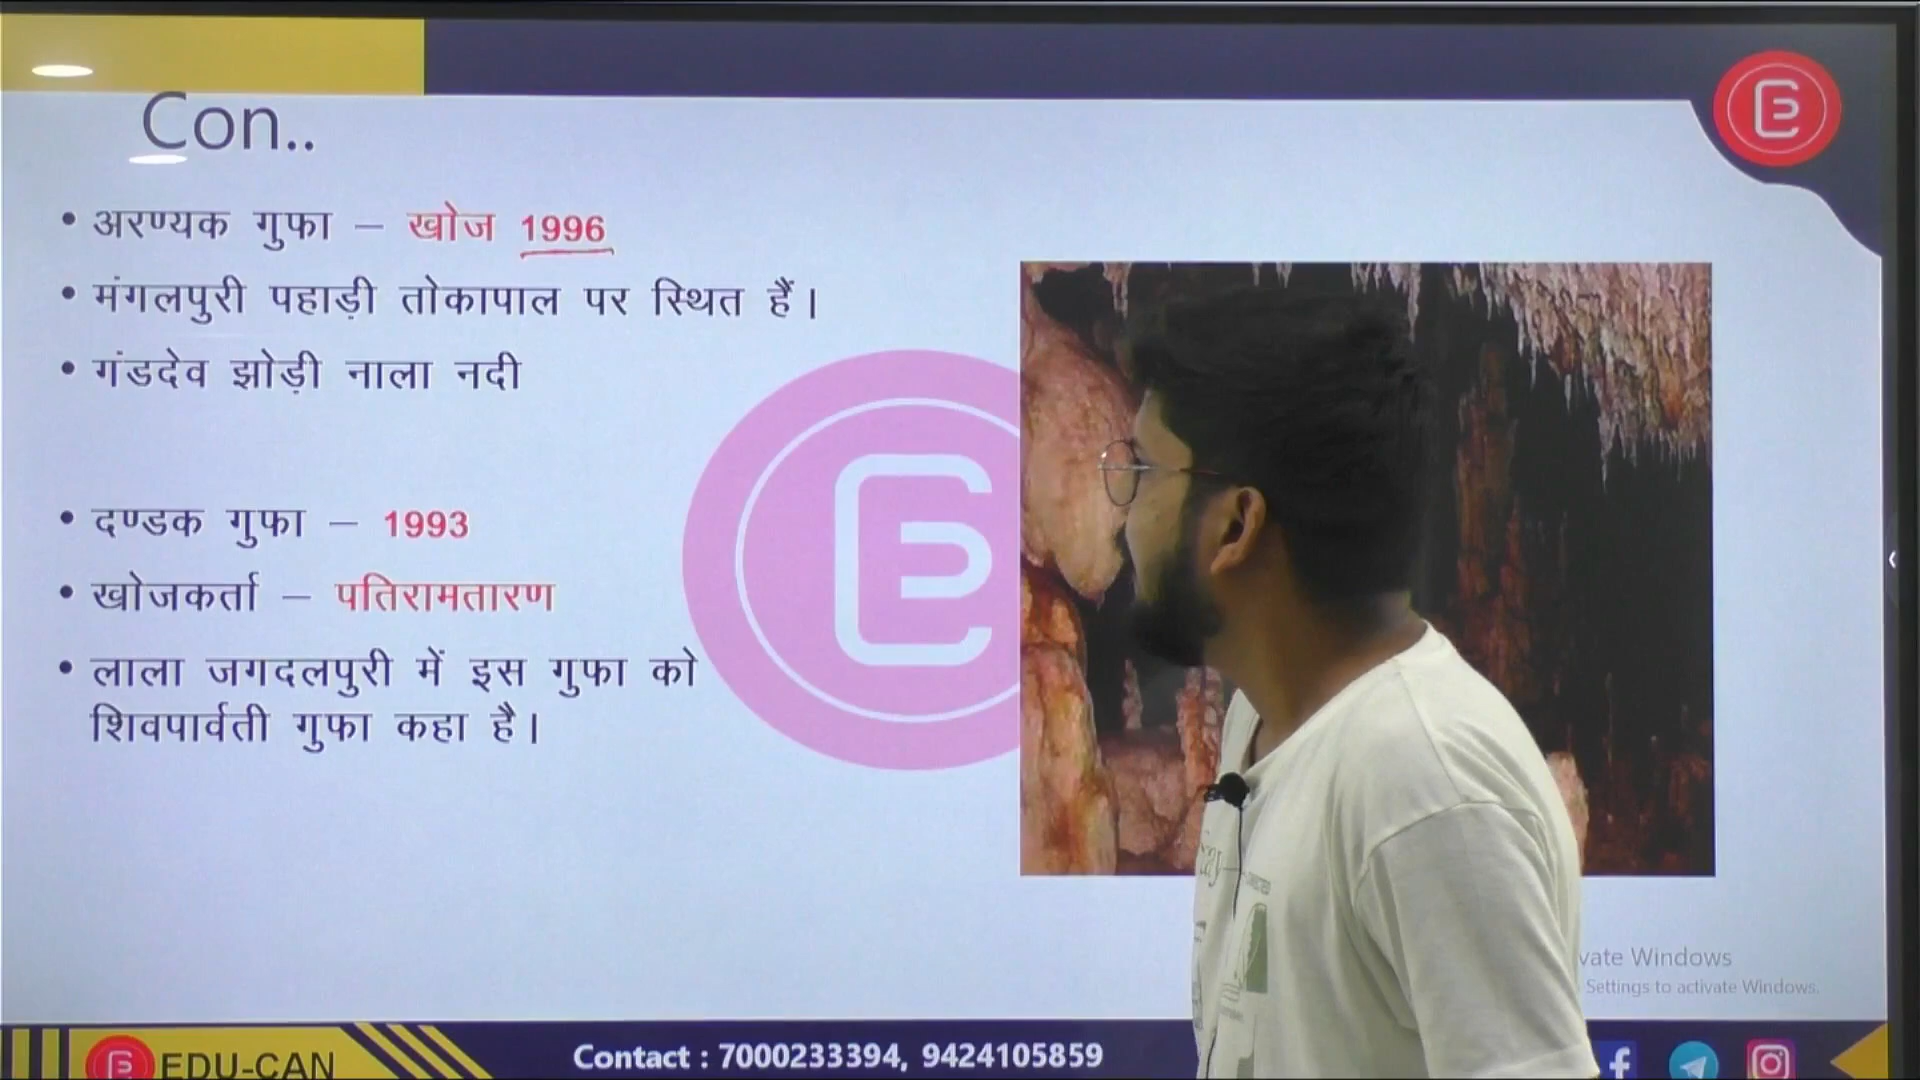 Con..
• अरण्यक गुफा – खोज 1996
• मंगलपुरी पहाड़ी तोकापाल पर स्थित हैं।
• गंडदेव झोड़ी नाला नदी
• दण्डक गुफा – 1993
• खोजकर्ता – पतिरामतारण
• लाला जगदलपुरी में इस गुफा को
शिवपार्वती गुफा कहा है।
vate Windows
Settings to activate Windows.
EDU-CAN
Contact : 7000233394, 9424105859